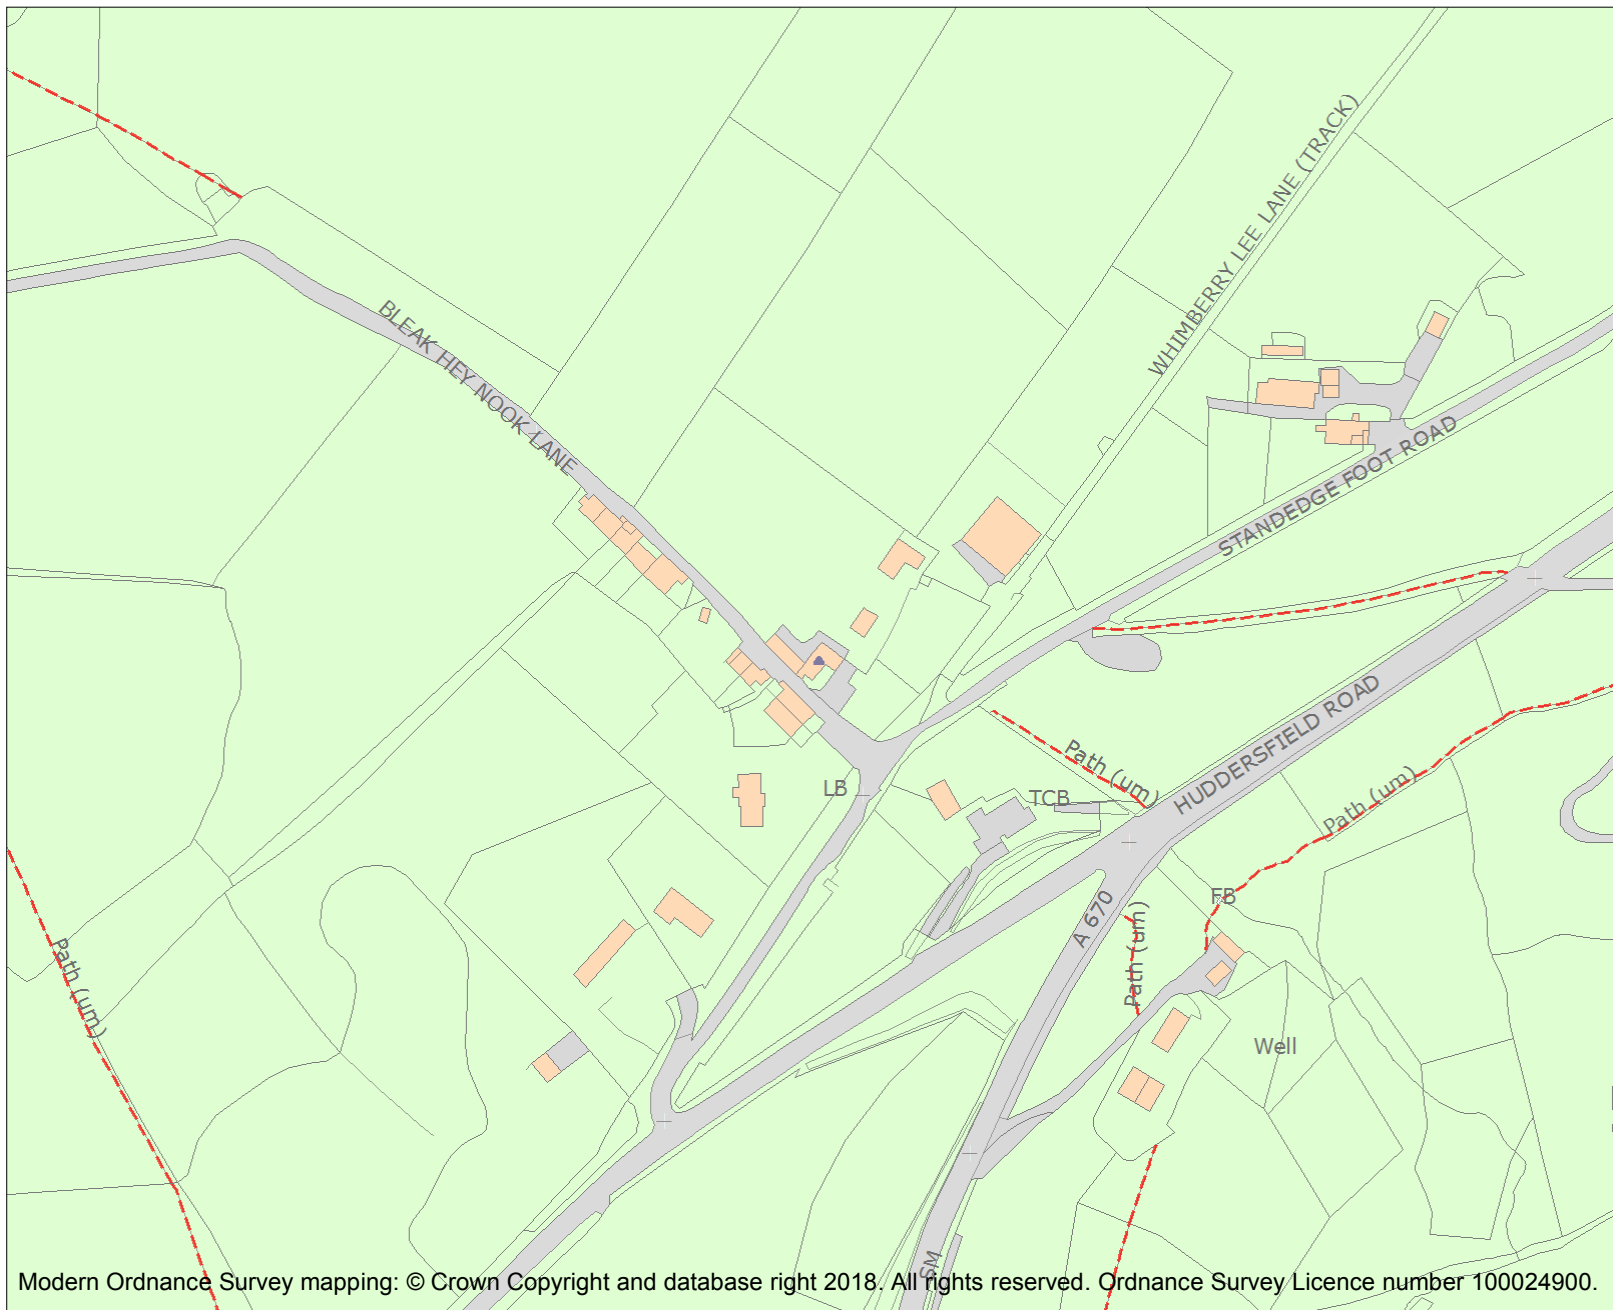 WHIMBERRY LEE LANE (TRACK)
BLEAK HEY NOOK LANE
STANDEDGE FOOT ROAD
HUDDERSFIELD ROAD
Path (um)
LB
TCB
Path (um)
FB
A 670
Path (um)
Path (um)
Well
SM
Modern Ordnance Survey mapping: © Crown Copyright and database right 2018. All rights reserved. Ordnance Survey Licence number 100024900.